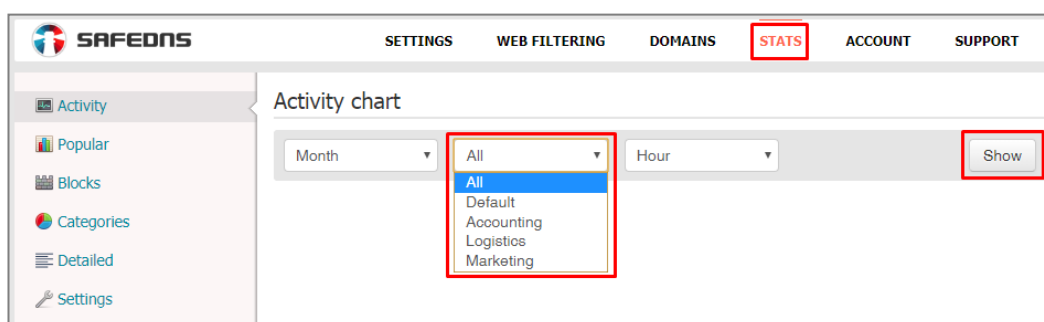 SAFEDNS SETTINGS WEB FILTERING DOMAINS STATS ACCOUNT SUPPORT
Activity
Popular
Blocks
Categories
Detailed
Settings
Activity chart
Month All Hour Show
All
Default
Accounting
Logistics
Marketing